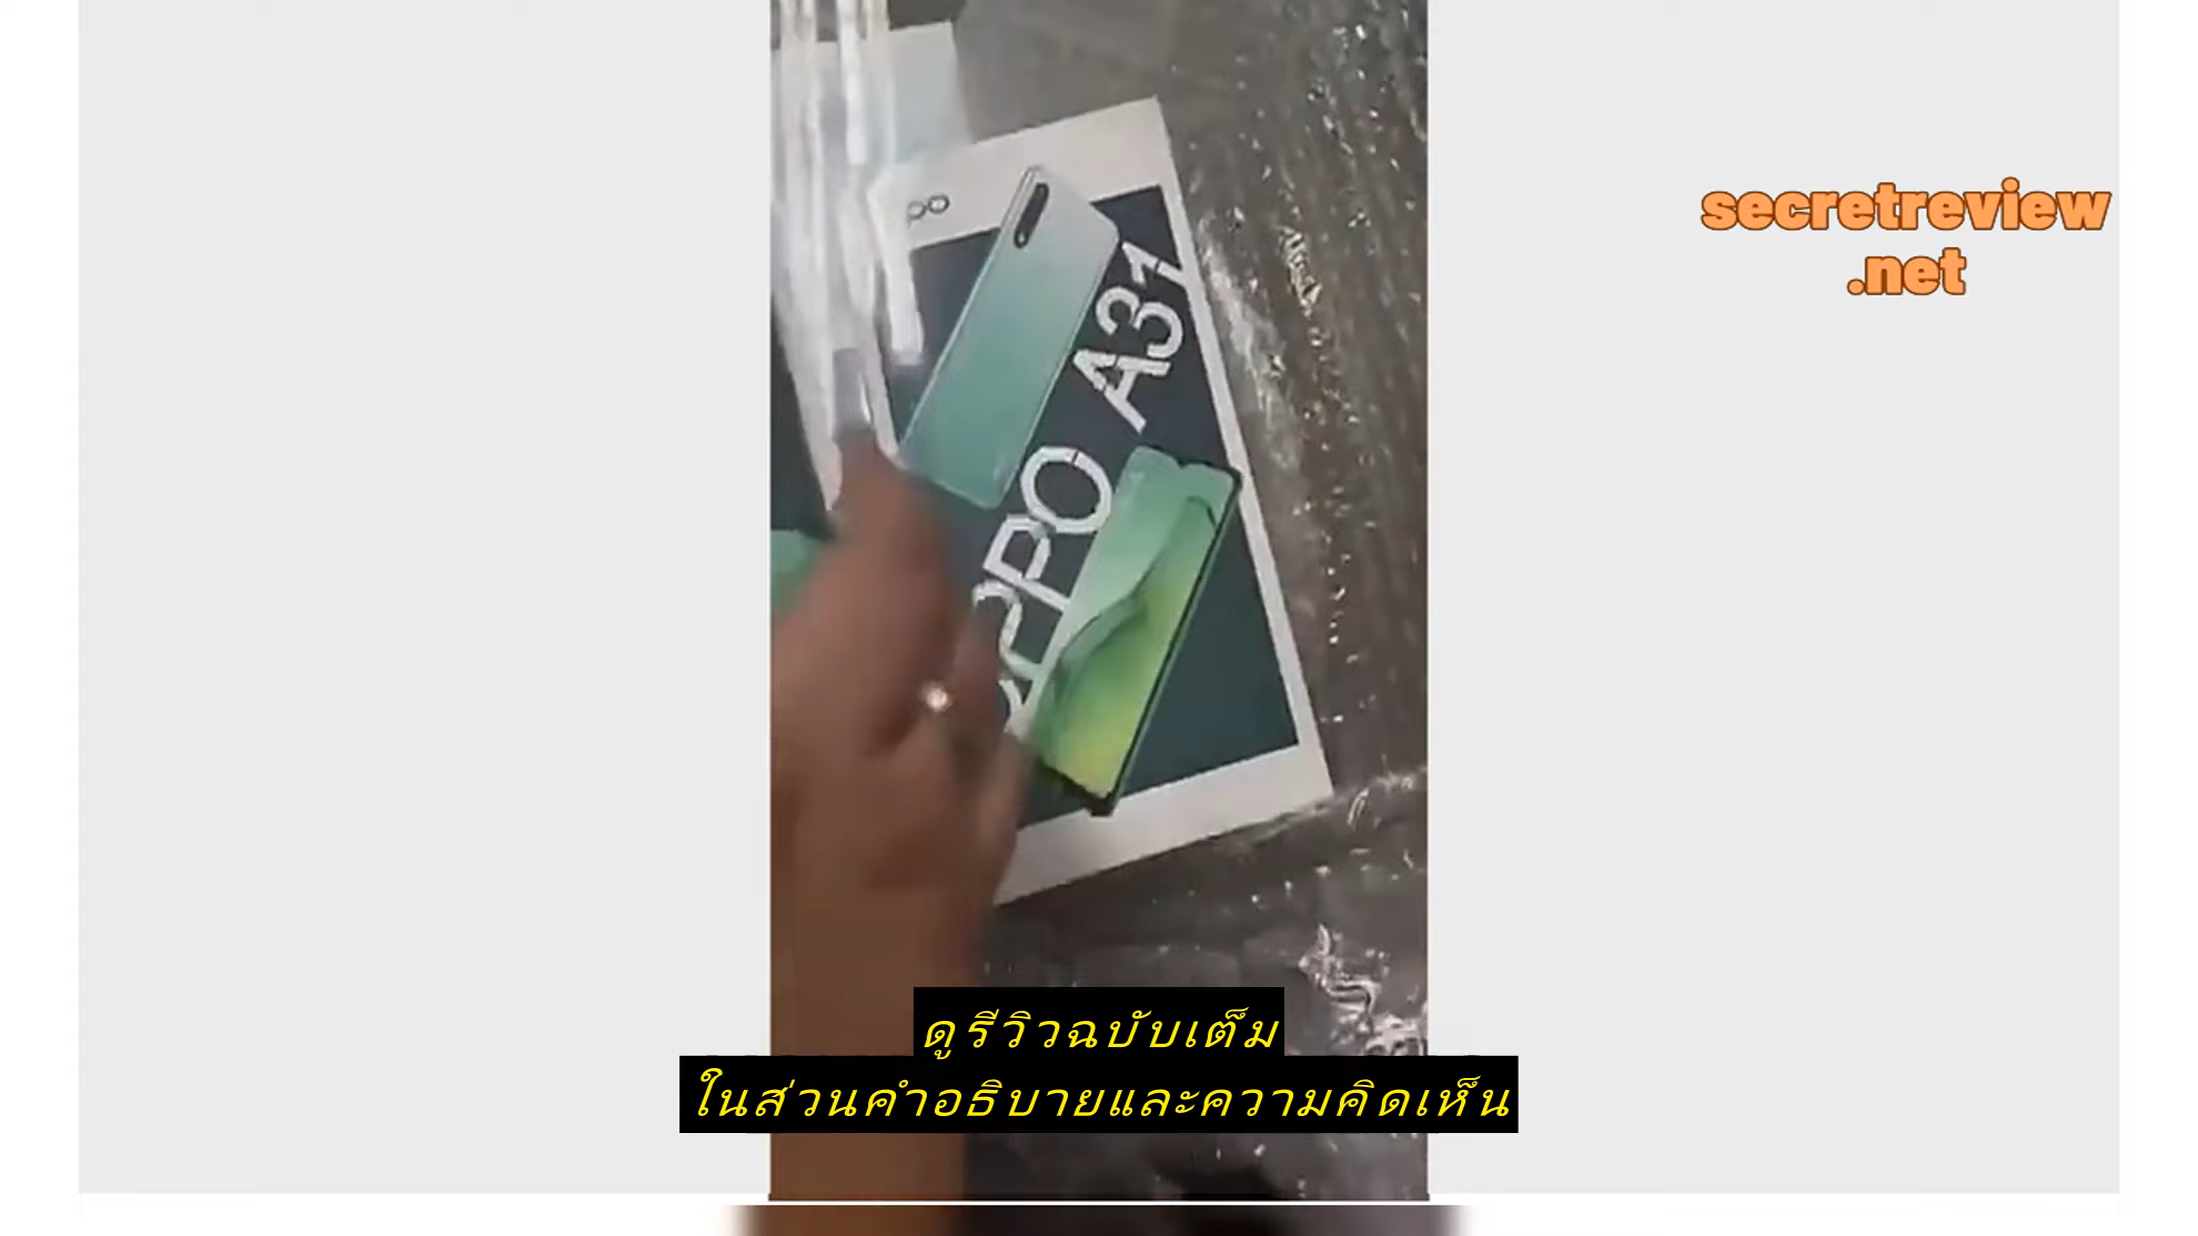 secretreview
.net
OPPO A31
ดูรีวิวฉบับเต็ม
ในส่วนคำอธิบายและความคิดเห็น